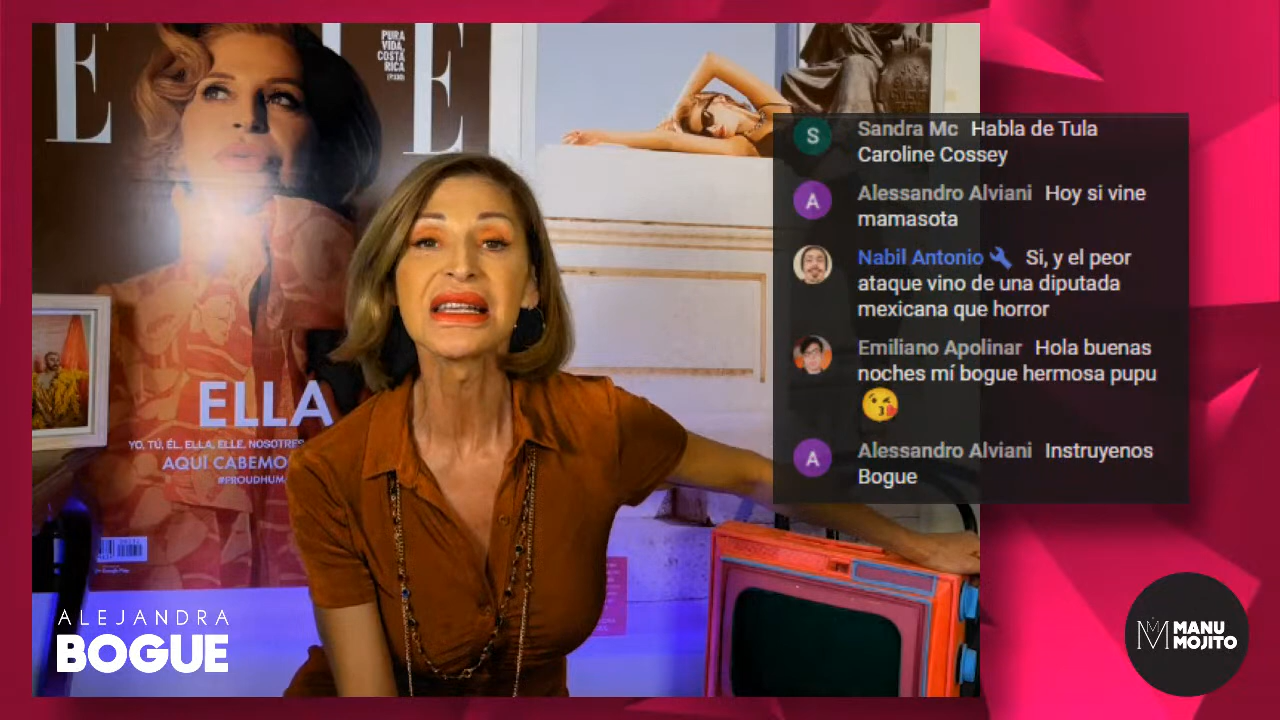 E E
PURA
VIDA,
COSTA
RICA
ELLA
YO, TÚ, ÉL, ELLA, ELLE, NOSOTRES
AQUÍ CABEMO
#PROUDHUM
ALEJANDRA
BOGUE
Sandra Mc Habla de Tula
Caroline Cossey
A Alessandro Alviani Hoy si vine
mamasota
Nabil Antonio Si, y el peor
ataque vino de una diputada
mexicana que horror
Emiliano Apolinar Hola buenas
noches mí bogue hermosa pupu
A Alessandro Alviani Instruyenos
Bogue
S
M MANU
MOJITO